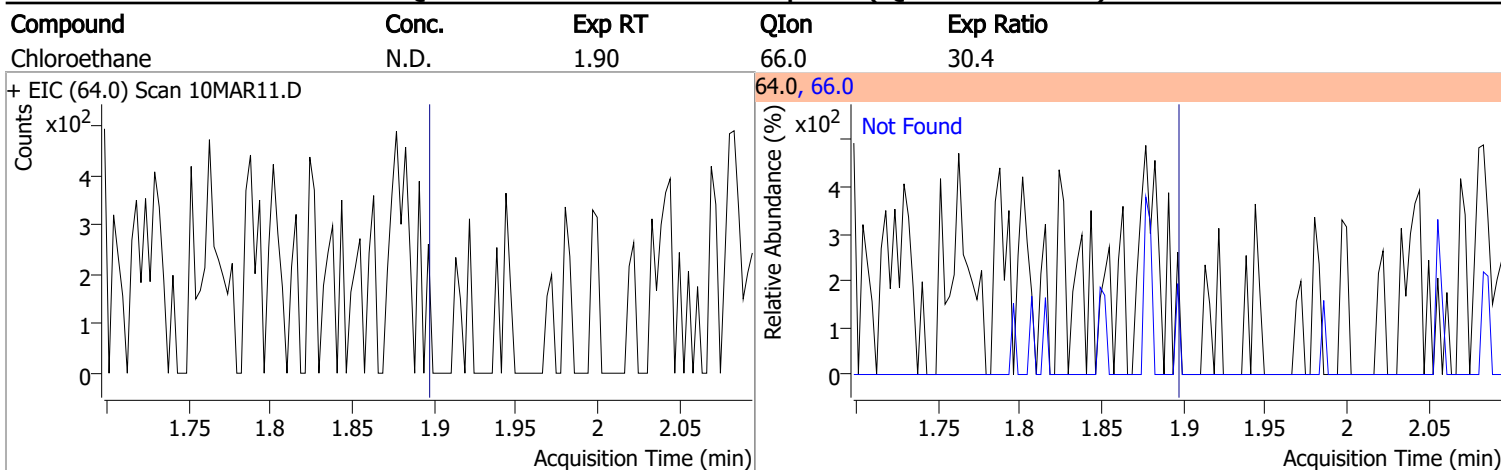 Compound Conc. Exp RT QIon Exp Ratio
Chloroethane N.D. 1.90 66.0 30.4
+ EIC (64.0) Scan 10MAR11.D
Counts
x10²
4
3
2
1
0
1.75 1.8 1.85 1.9 1.95 2 2.05
Acquisition Time (min)
64.0, 66.0
Relative Abundance (%)
x10²
Not Found
4
3
2
1
0
1.75 1.8 1.85 1.9 1.95 2 2.05
Acquisition Time (min)